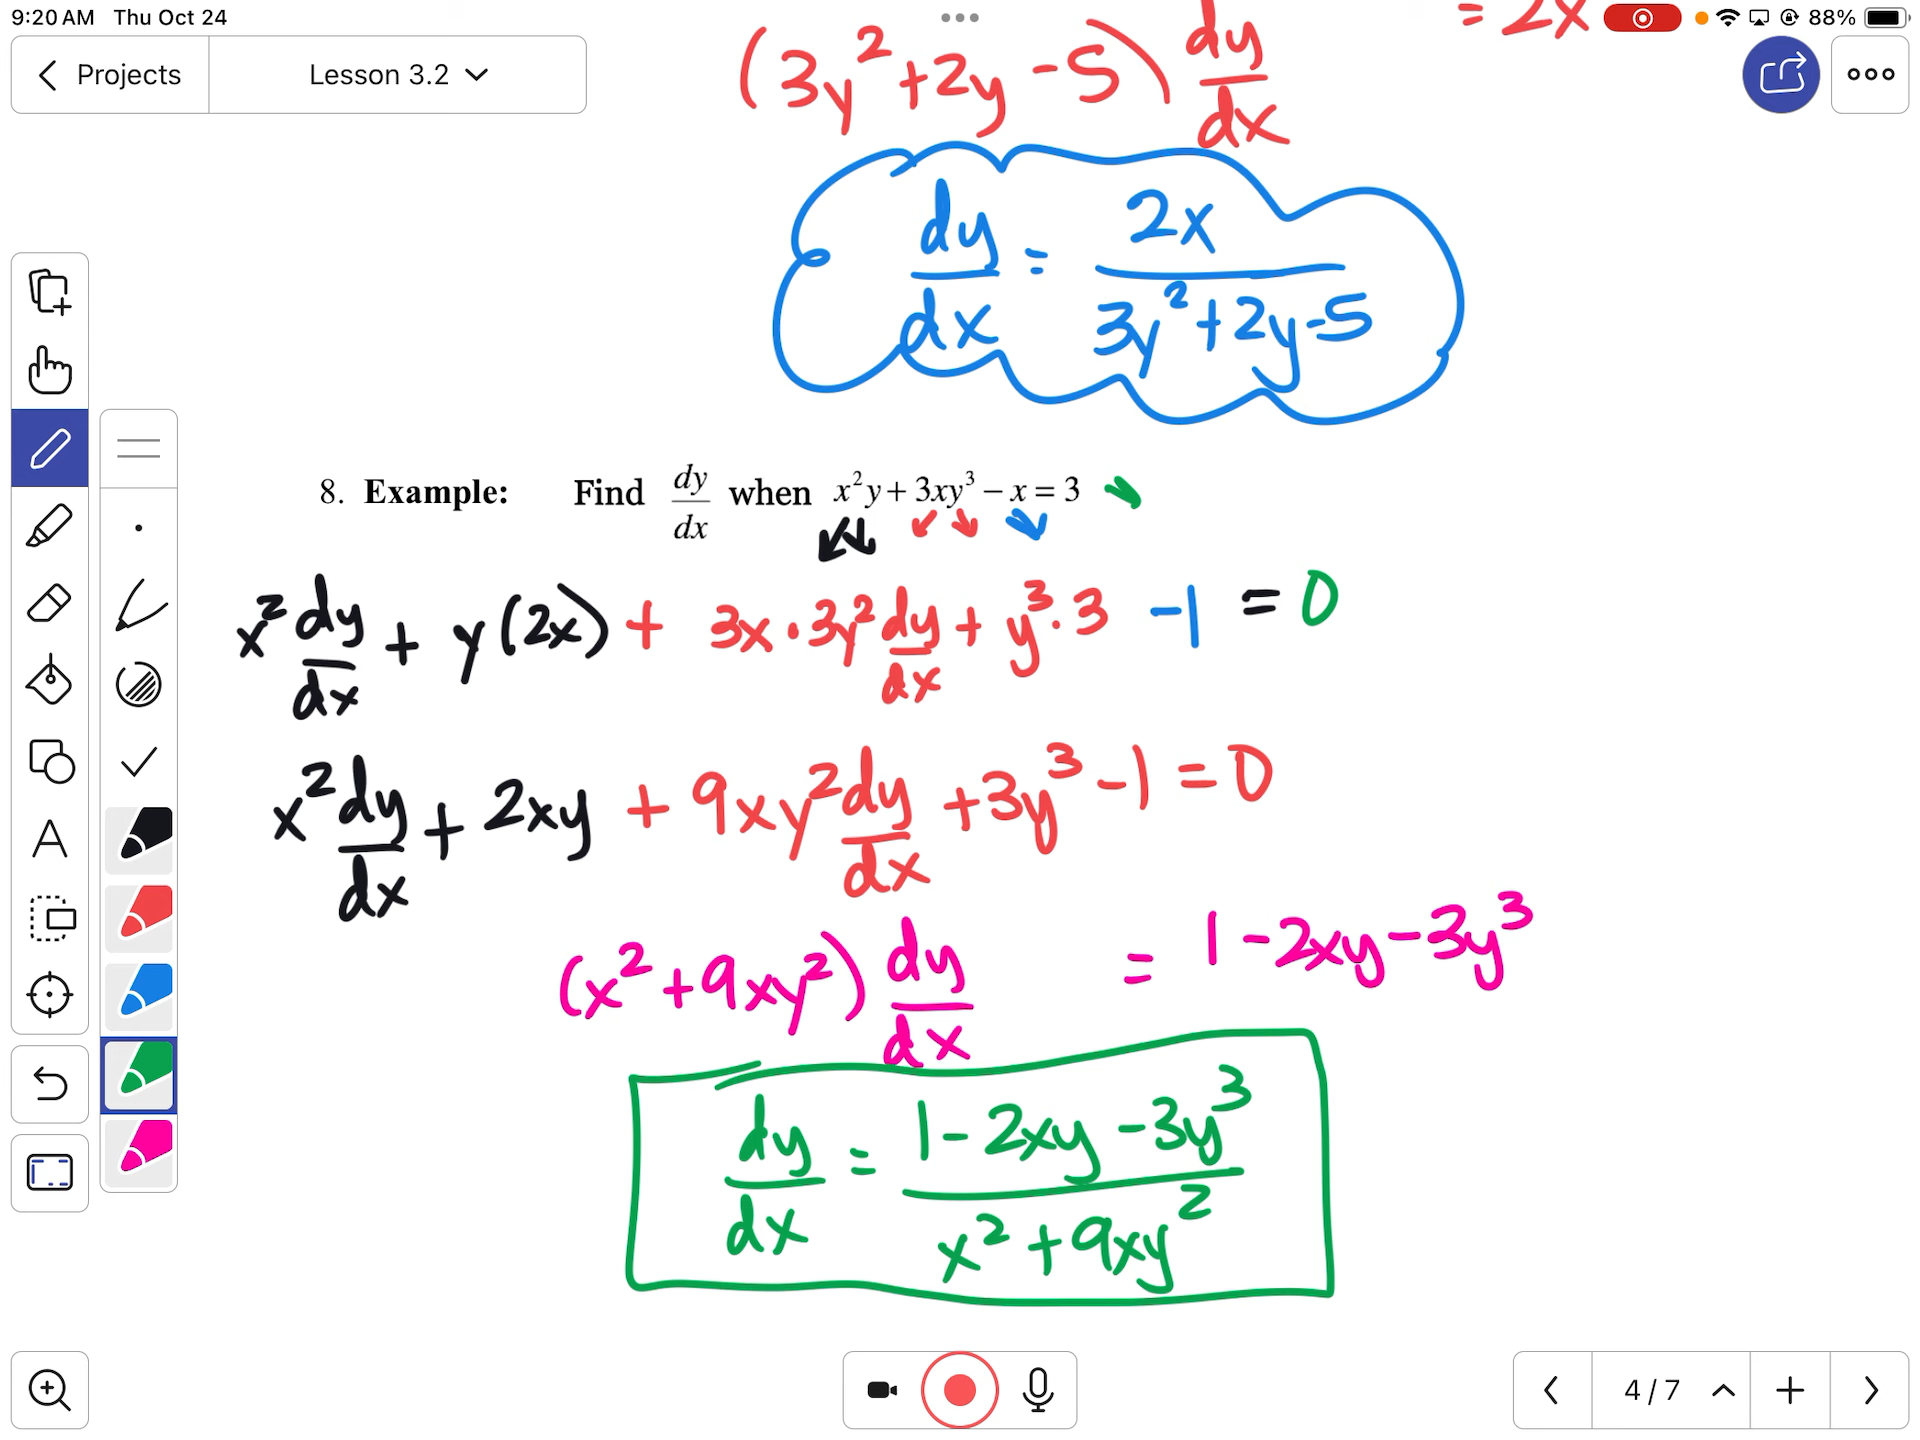 9:20 AM Thu Oct 24
88%
Projects
Lesson 3.2
= 2x
(3y²+2y-5) dy/dx
dy/dx = 2x/(3y²+2y-5)
8. Example: Find dy/dx when x²y + 3xy³ − x = 3
x² dy/dx + y(2x) + 3x·3y² dy/dx + y³·3 -1 = 0
x² dy/dx + 2xy + 9xy² dy/dx + 3y³ - 1 = 0
(x²+9xy²) dy/dx = 1-2xy-3y³
dy/dx = (1-2xy-3y³)/(x²+9xy²)
A
4 / 7